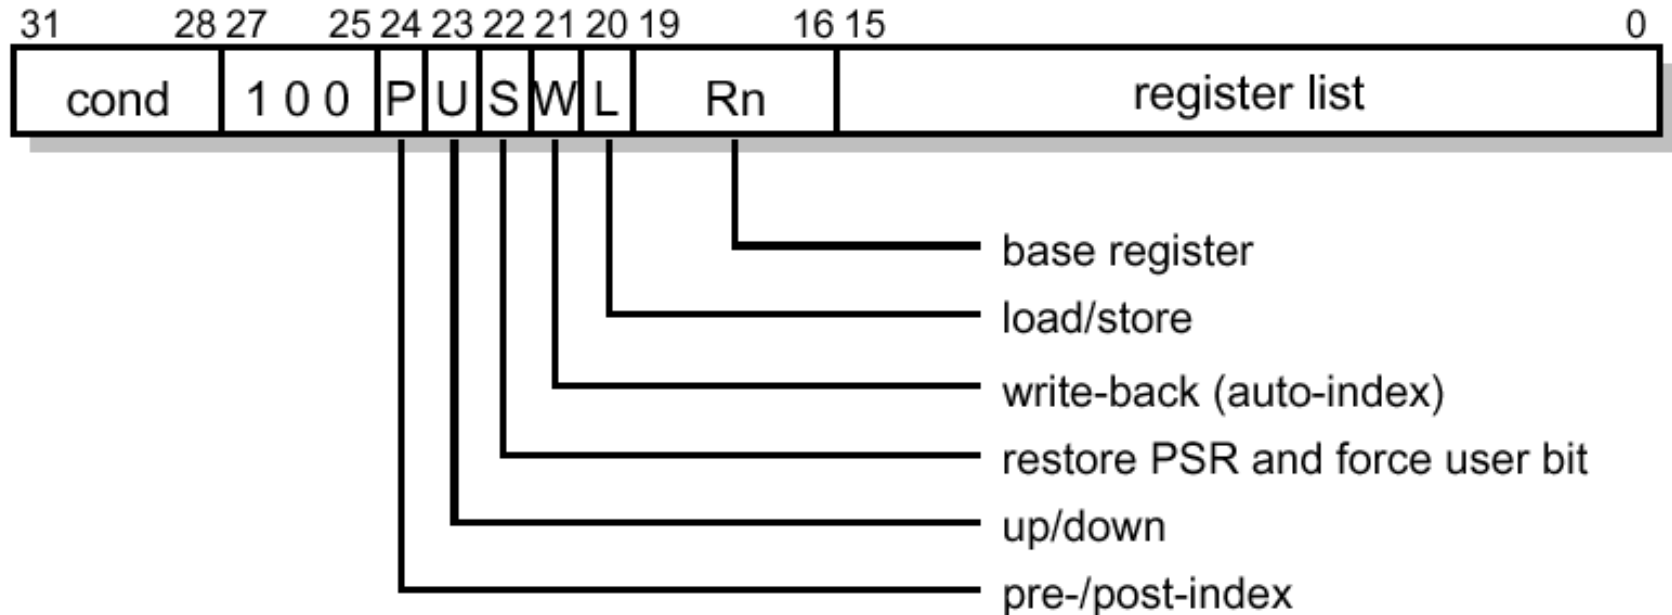 31 28 27 25 24 23 22 21 20 19 16 15 0
cond 1 0 0 P U S W L Rn register list
base register
load/store
write-back (auto-index)
restore PSR and force user bit
up/down
pre-/post-index